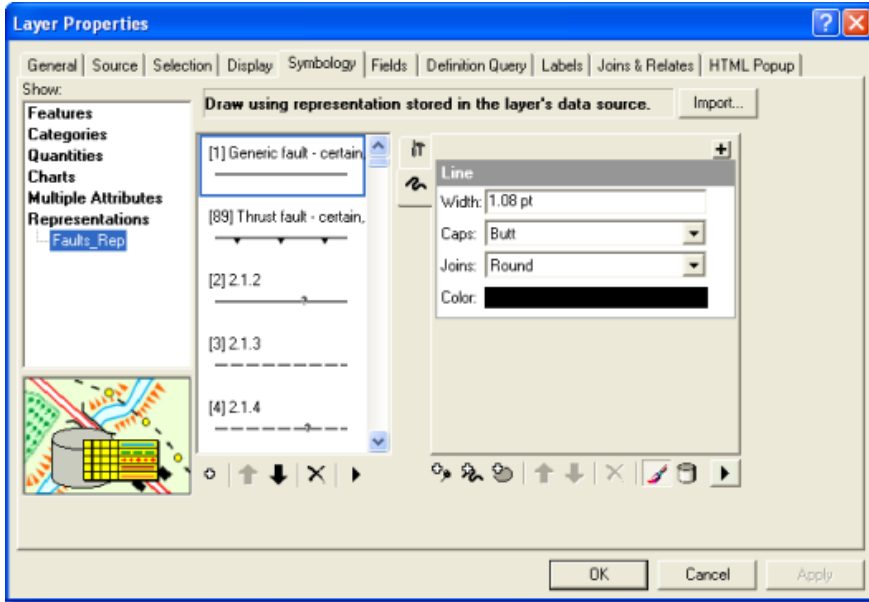 Layer Properties
General Source Selection Display Symbology Fields Definition Query Labels Joins & Relates HTML Popup
Show:
Features
Categories
Quantities
Charts
Multiple Attributes
Representations
Faults_Rep
Draw using representation stored in the layer's data source.
Import...
[1] Generic fault - certain,
[89] Thrust fault - certain,
[2] 2.1.2
?
[3] 2.1.3
[4] 2.1.4
?
Line
Width: 1.08 pt
Caps: Butt
Joins: Round
Color:
OK Cancel Apply